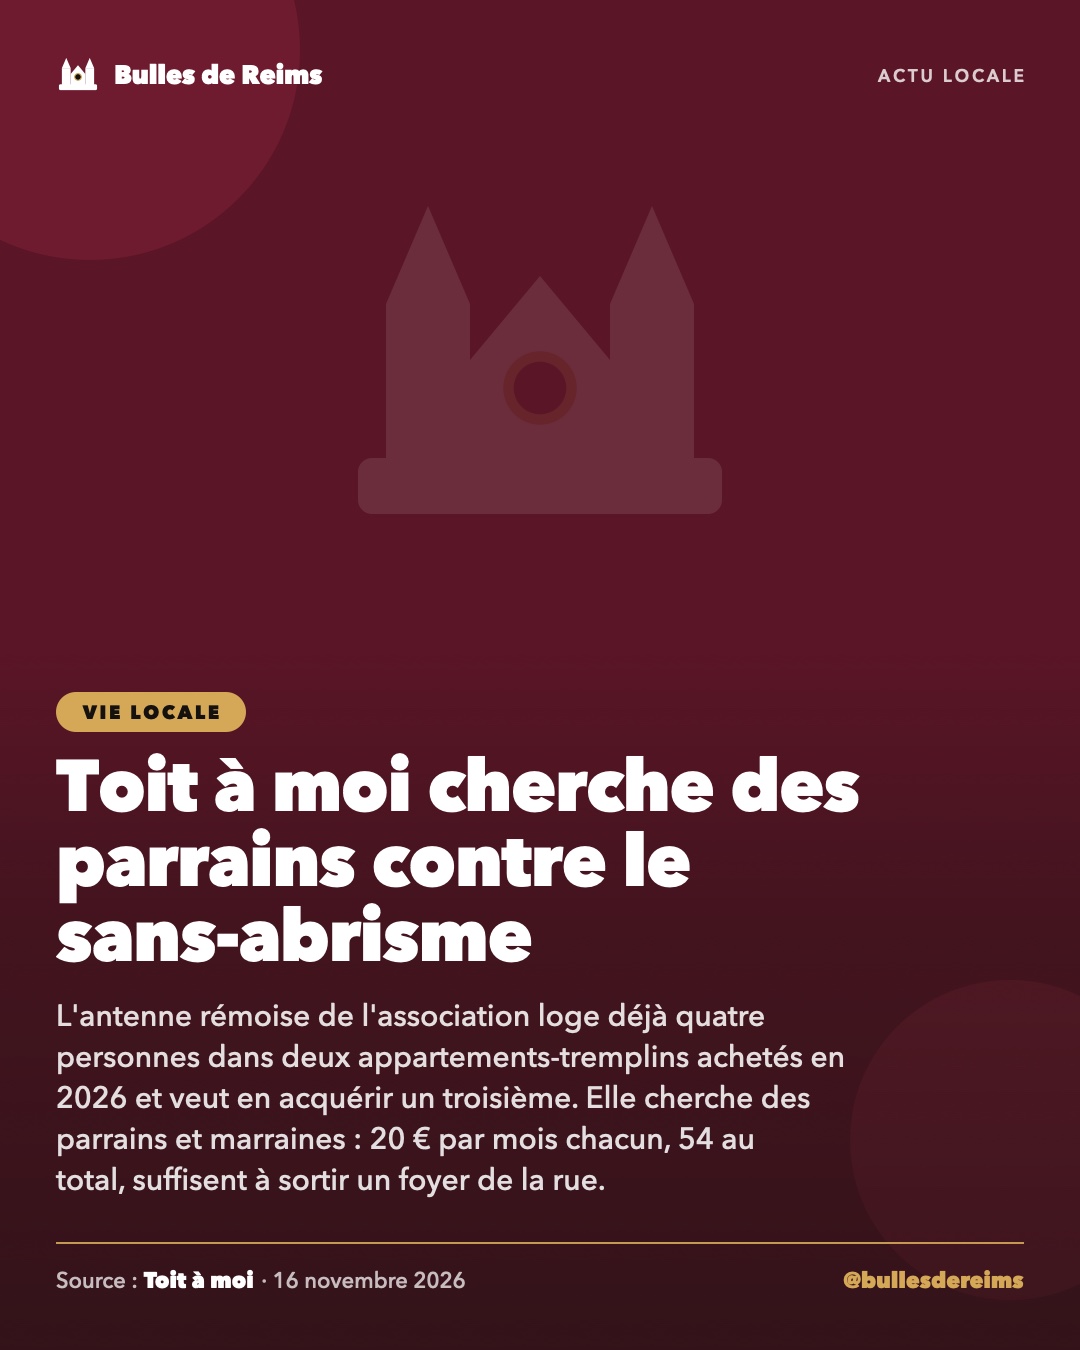 Bulles de Reims
ACTU LOCALE
VIE LOCALE
Toit à moi cherche des
parrains contre le
sans-abrisme
L'antenne rémoise de l'association loge déjà quatre
personnes dans deux appartements-tremplins achetés en
2026 et veut en acquérir un troisième. Elle cherche des
parrains et marraines : 20 € par mois chacun, 54 au
total, suffisent à sortir un foyer de la rue.
Source : Toit à moi · 16 novembre 2026
@bullesdereims